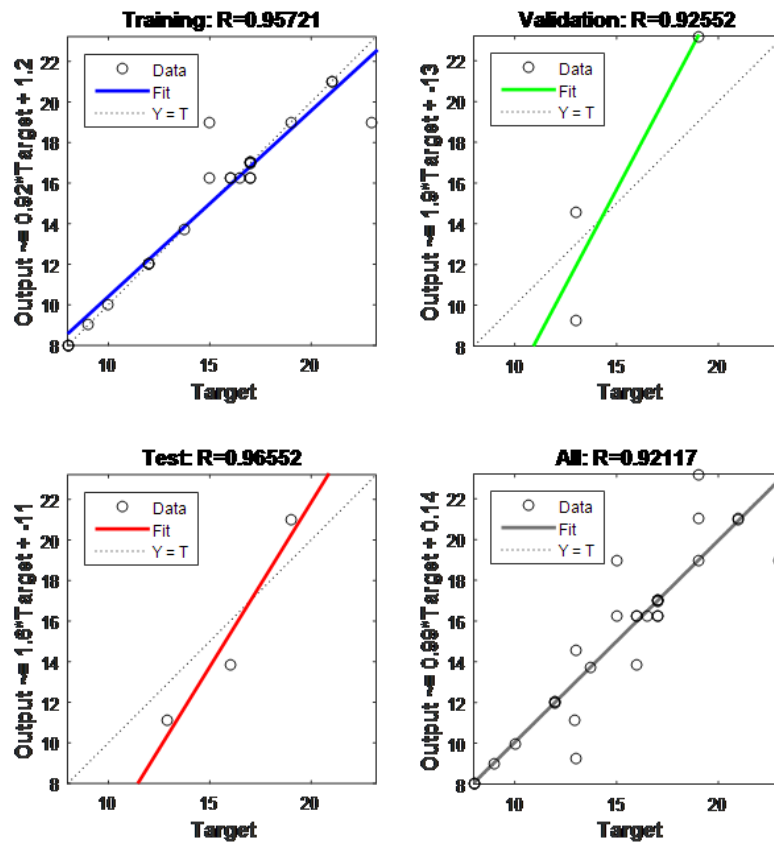 Training: R=0.95721
Output ~= 0.92*Target + 1.2
22
20
18
16
14
12
10
8
Data
Fit
Y = T
10
15
20
Target
Validation: R=0.92552
Output ~= 1.9*Target + -13
22
20
18
16
14
12
10
8
Data
Fit
Y = T
10
15
20
Target
Test: R=0.96552
Output ~= 1.6*Target + -11
22
20
18
16
14
12
10
8
Data
Fit
Y = T
10
15
20
Target
All: R=0.92117
Output ~= 0.99*Target + 0.14
22
20
18
16
14
12
10
8
Data
Fit
Y = T
10
15
20
Target